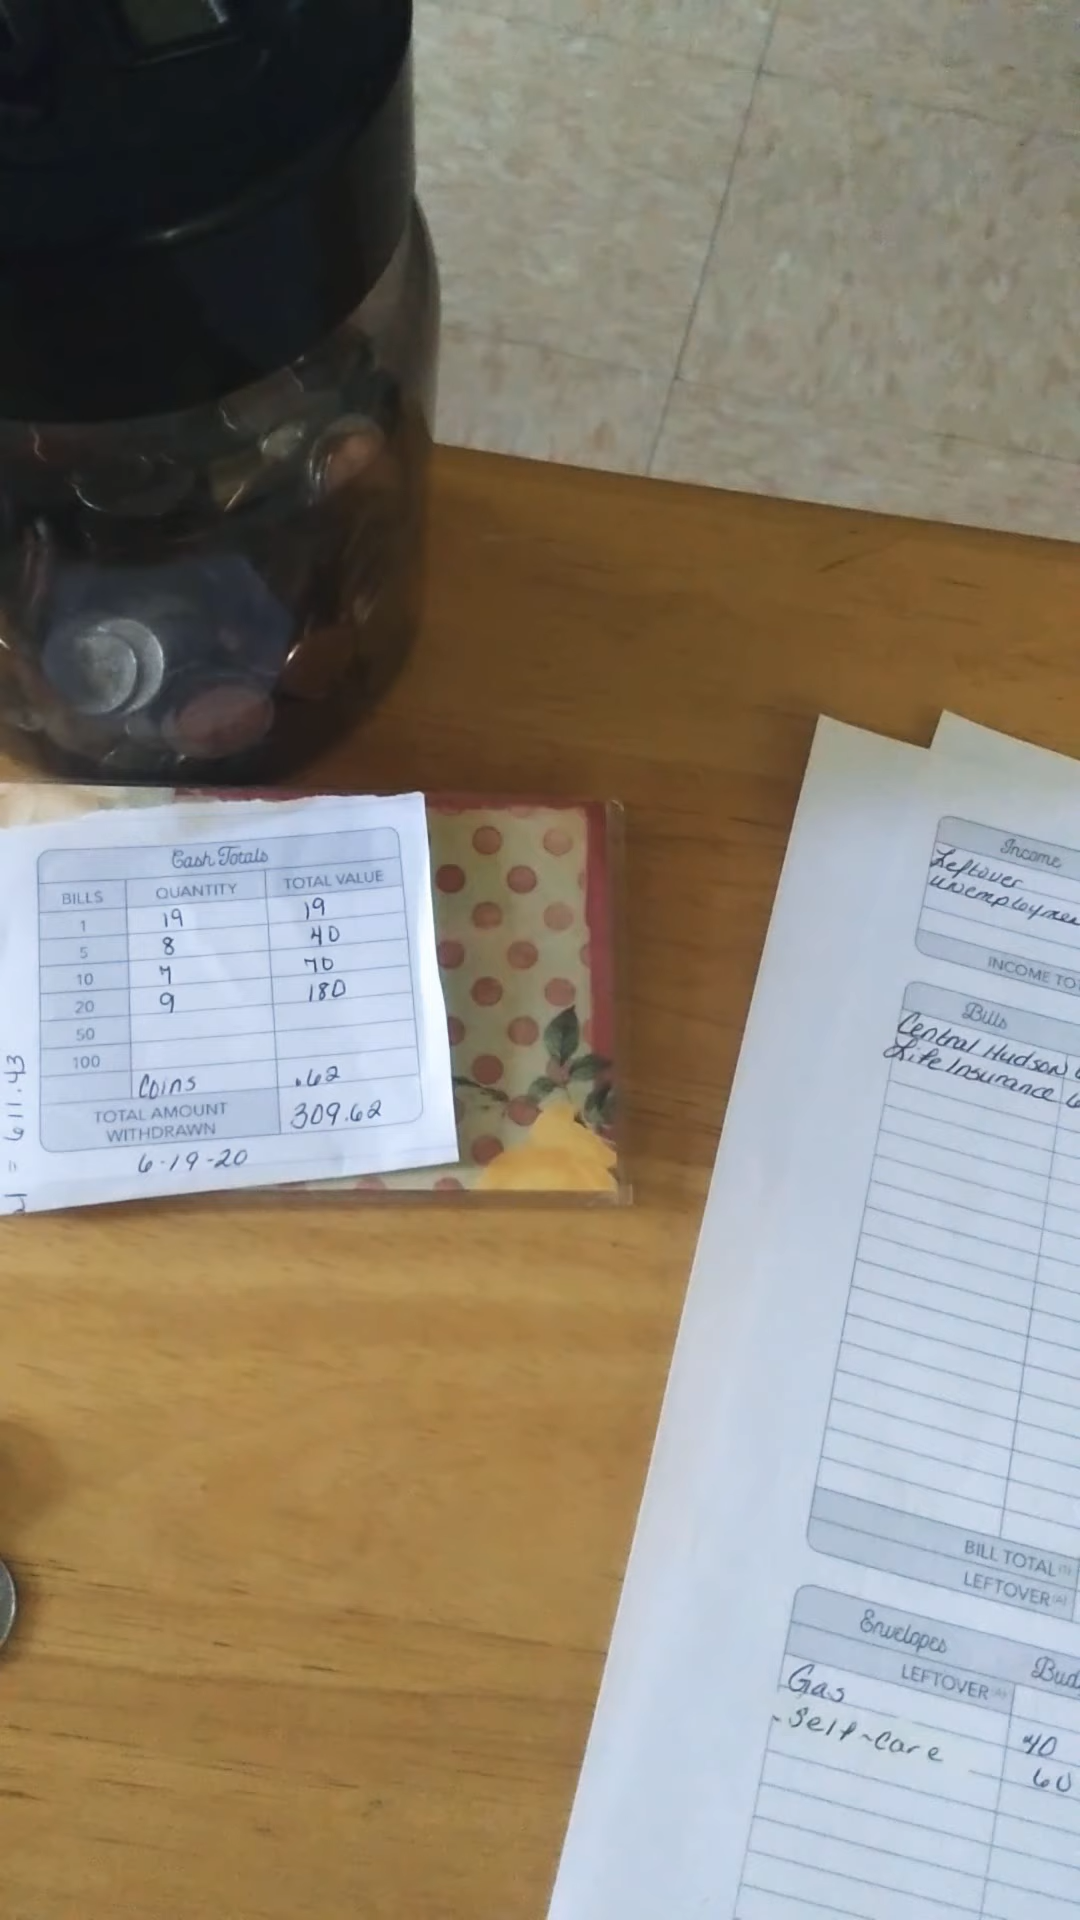 Cash Totals
BILLS QUANTITY TOTAL VALUE
1 19 19
5 8 40
10 7 70
20 9 180
50
100
Coins .62
TOTAL AMOUNT WITHDRAWN 309.62
6-19-20
= 611.43
Income
Leftover
INCOME
Bills
Central Hudson
Life Insurance
BILL TOTAL
LEFTOVER
Envelopes
LEFTOVER
Gas 40
Self-care 60